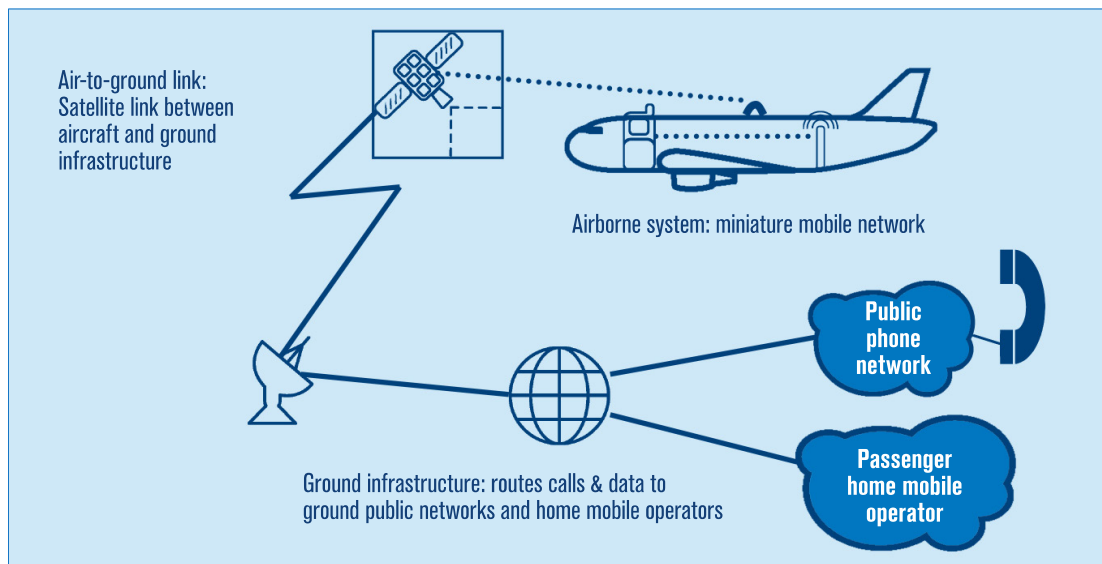 Air-to-ground link:
Satellite link between
aircraft and ground
infrastructure
Airborne system: miniature mobile network
Public
phone
network
Passenger
home mobile
operator
Ground infrastructure: routes calls & data to
ground public networks and home mobile operators